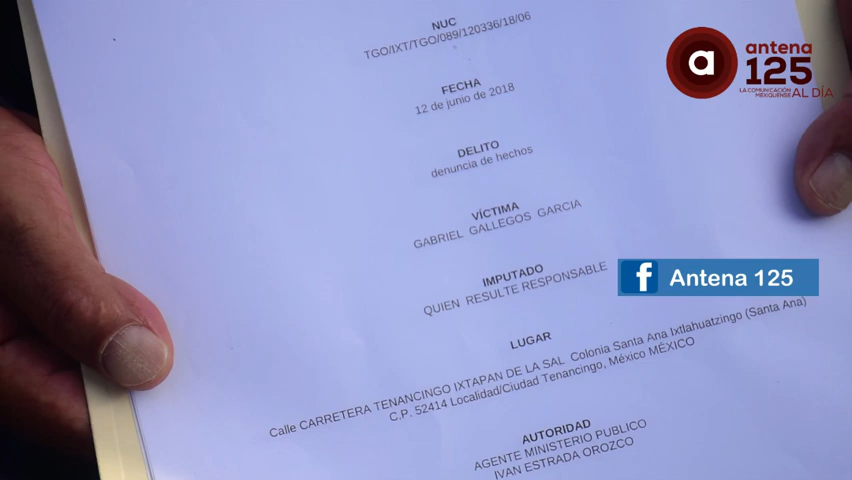 NUC
TGO/IXT/TGO/089/120336/18/06
FECHA
12 de junio de 2018
DELITO
denuncia de hechos
VÍCTIMA
GABRIEL GALLEGOS GARCIA
IMPUTADO
QUIEN RESULTE RESPONSABLE
LUGAR
Calle CARRETERA TENANCINGO IXTAPAN DE LA SAL Colonia Santa Ana Ixtlahuatzingo (Santa Ana)
C.P. 52414 Localidad/Ciudad Tenancingo, México MÉXICO
AUTORIDAD
AGENTE MINISTERIO PUBLICO
IVAN ESTRADA OROZCO
a
antena
125
LA COMUNICACIÓN
MEXIQUENSE AL DÍA
f Antena 125